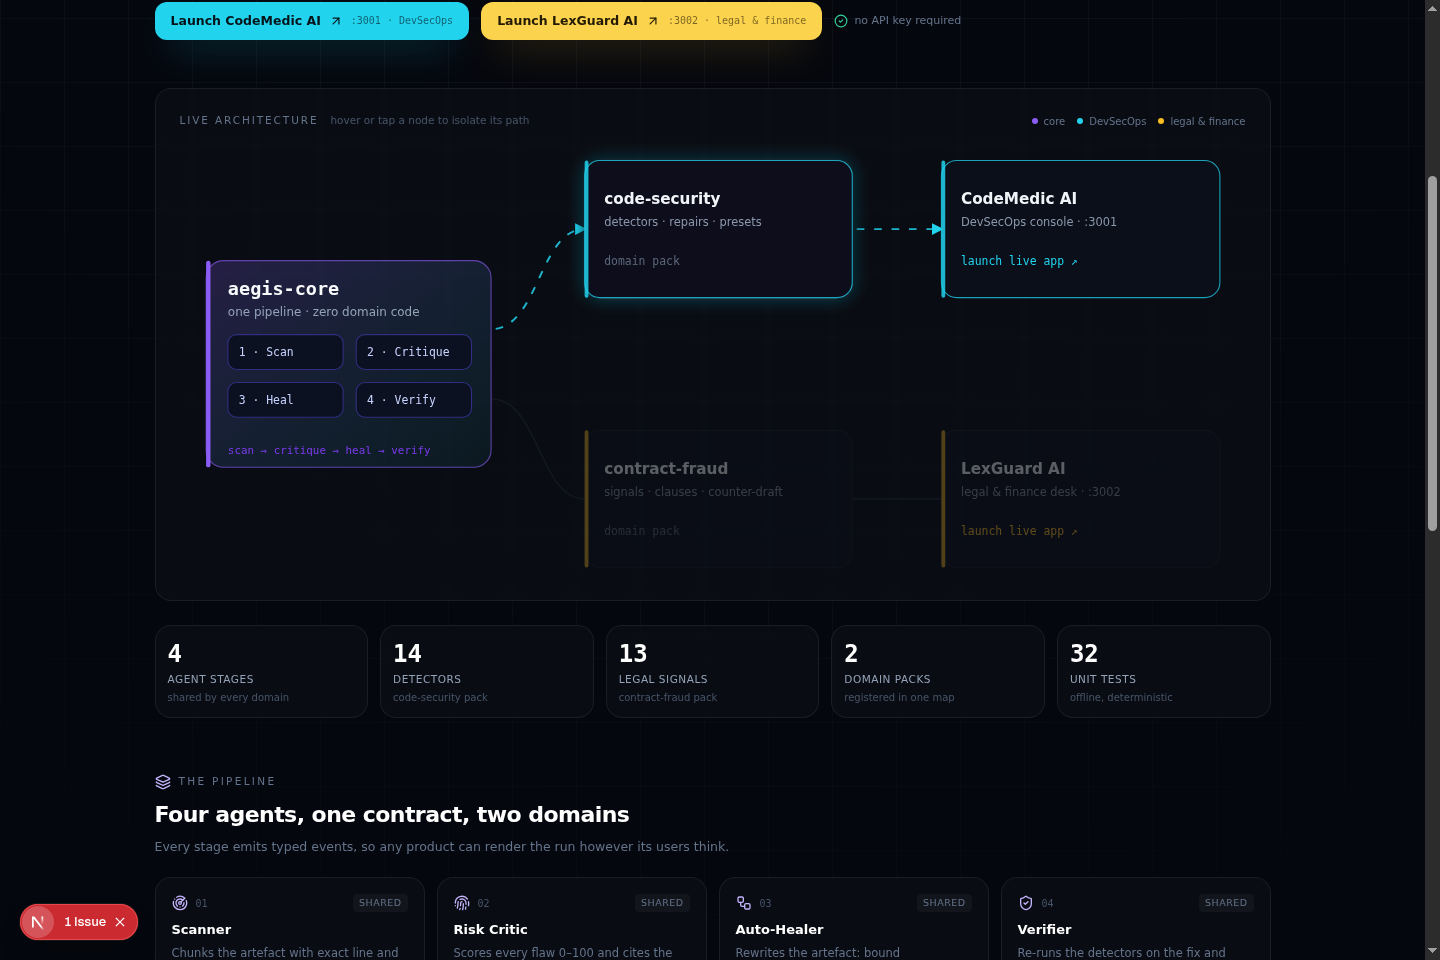 Launch CodeMedic AI ↗ :3001 · DevSecOps
Launch LexGuard AI ↗ :3002 · legal & finance
no API key required
LIVE ARCHITECTURE hover or tap a node to isolate its path
core DevSecOps legal & finance
code-security
detectors · repairs · presets
domain pack
CodeMedic AI
DevSecOps console · :3001
launch live app ↗
aegis-core
one pipeline · zero domain code
1 · Scan
2 · Critique
3 · Heal
4 · Verify
scan → critique → heal → verify
contract-fraud
signals · clauses · counter-draft
domain pack
LexGuard AI
legal & finance desk · :3002
launch live app ↗
4
AGENT STAGES
shared by every domain
14
DETECTORS
code-security pack
13
LEGAL SIGNALS
contract-fraud pack
2
DOMAIN PACKS
registered in one map
32
UNIT TESTS
offline, deterministic
THE PIPELINE
Four agents, one contract, two domains
Every stage emits typed events, so any product can render the run however its users think.
01 SHARED
Scanner
Chunks the artefact with exact line and
02 SHARED
Risk Critic
Scores every flaw 0–100 and cites the
03 SHARED
Auto-Healer
Rewrites the artefact: bound
04 SHARED
Verifier
Re-runs the detectors on the fix and
N 1 Issue